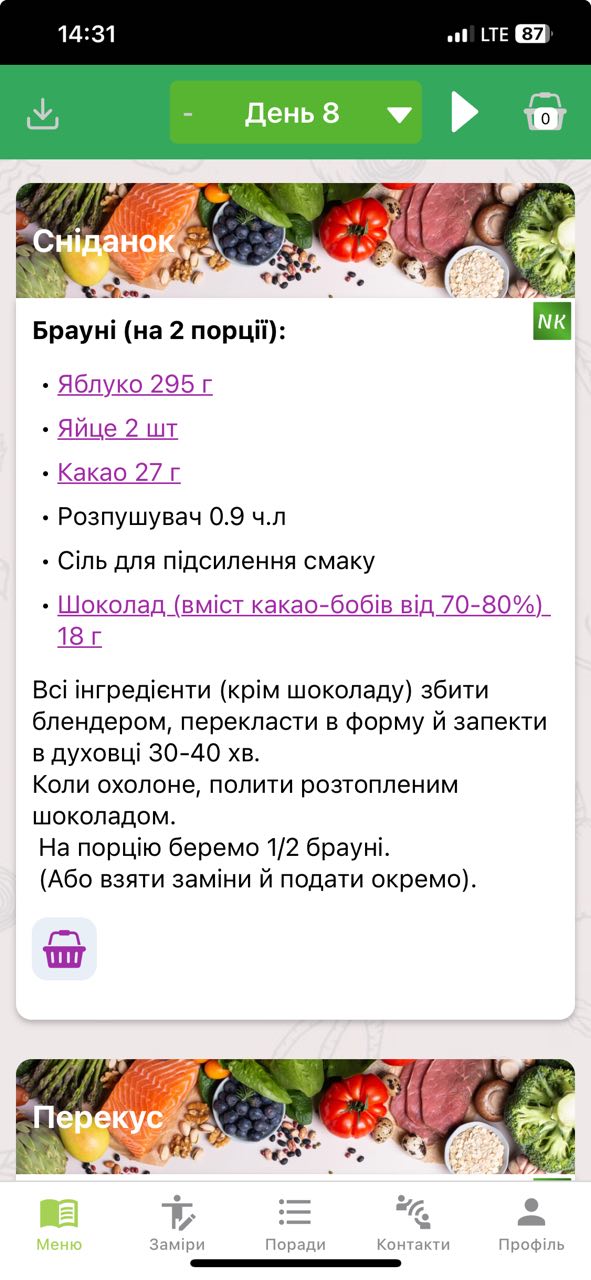 14:31
LTE 87
- День 8
0
Сніданок
NK
Брауні (на 2 порції):
• Яблуко 295 г
• Яйце 2 шт
• Какао 27 г
• Розпушувач 0.9 ч.л
• Сіль для підсилення смаку
• Шоколад (вміст какао-бобів від 70-80%)
18 г
Всі інгредієнти (крім шоколаду) збити
блендером, перекласти в форму й запекти
в духовці 30-40 хв.
Коли охолоне, полити розтопленим
шоколадом.
На порцію беремо 1/2 брауні.
(Або взяти заміни й подати окремо).
Перекус
Меню Заміри Поради Контакти Профіль